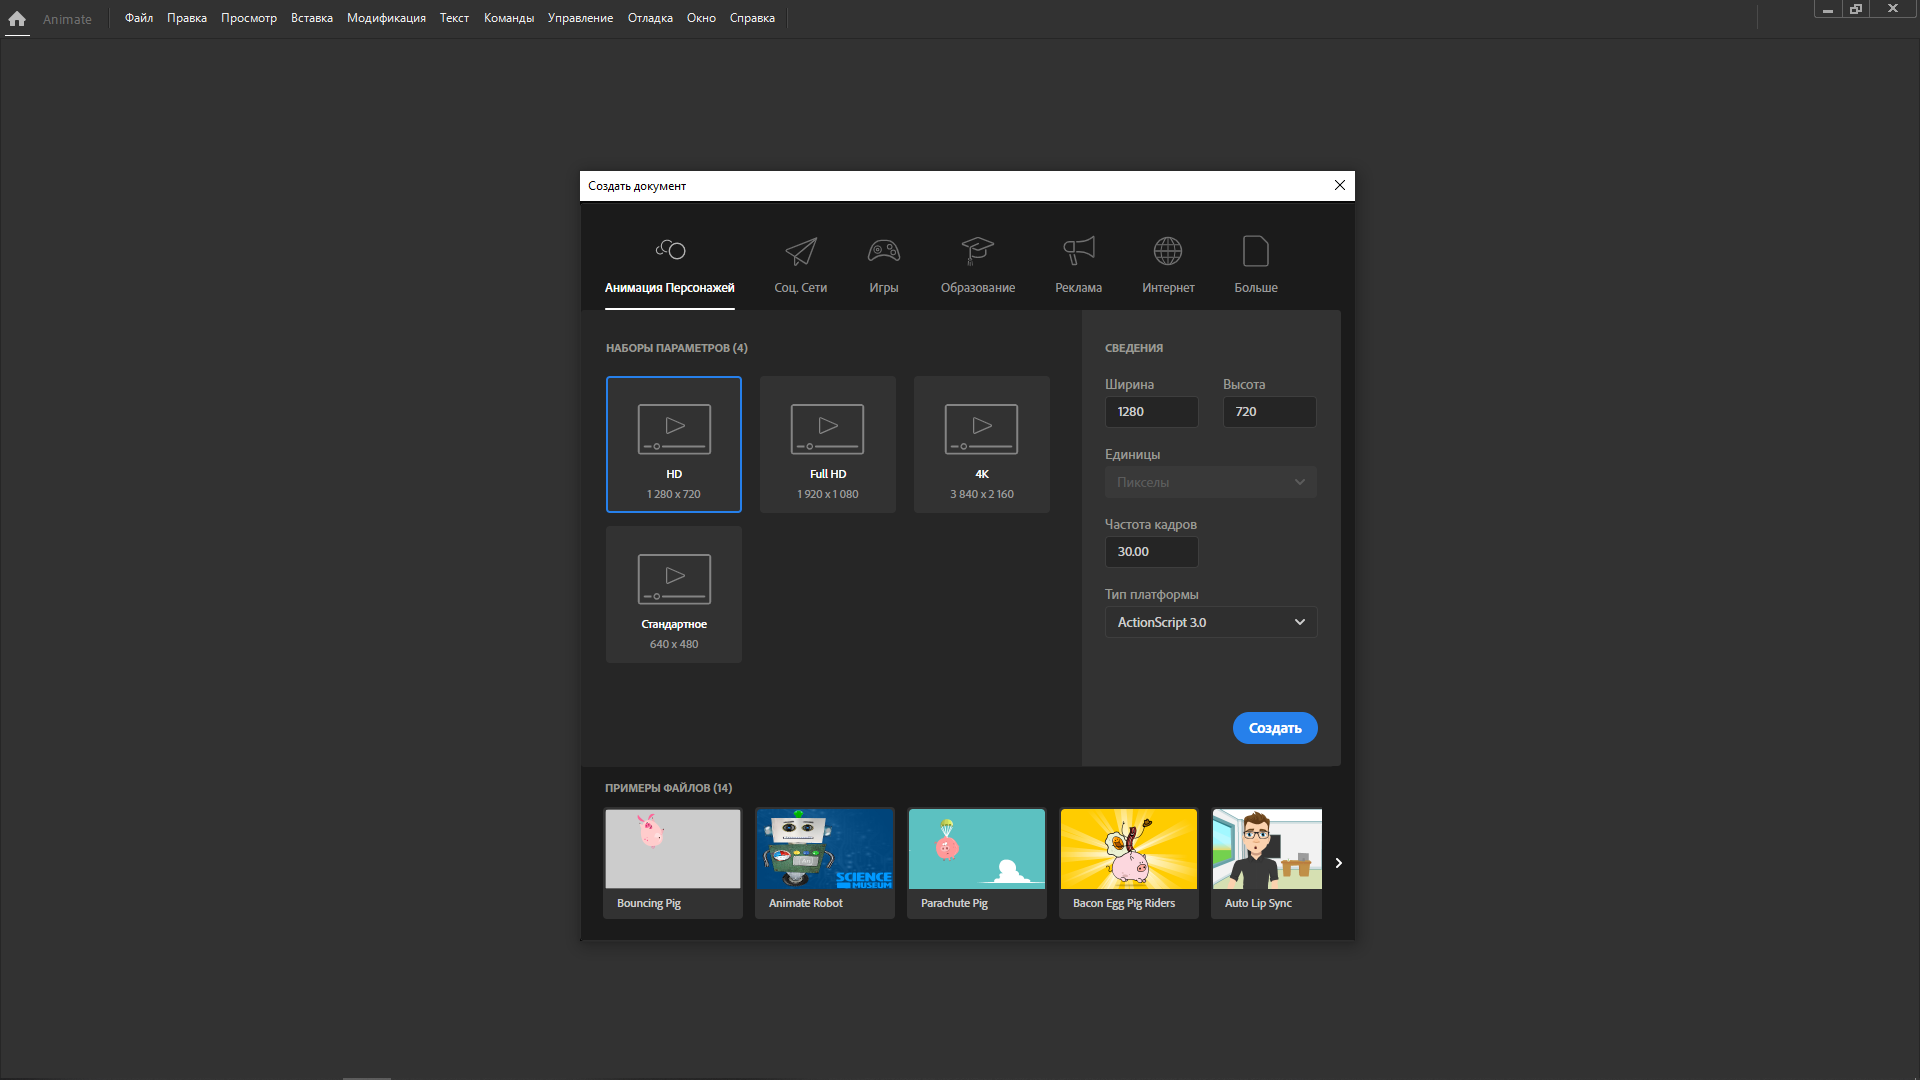 Animate Файл Правка Просмотр Вставка Модификация Текст Команды Управление Отладка Окно Справка
Создать документ
Анимация Персонажей Соц. Сети Игры Образование Реклама Интернет Больше
НАБОРЫ ПАРАМЕТРОВ (4)
HD
1 280 x 720
Full HD
1 920 x 1 080
4K
3 840 x 2 160
Стандартное
640 x 480
СВЕДЕНИЯ
Ширина Высота
1280 720
Единицы
Пикселы
Частота кадров
30.00
Тип платформы
ActionScript 3.0
Создать
ПРИМЕРЫ ФАЙЛОВ (14)
SCIENCE
MUSEUM
Bouncing Pig Animate Robot Parachute Pig Bacon Egg Pig Riders Auto Lip Sync